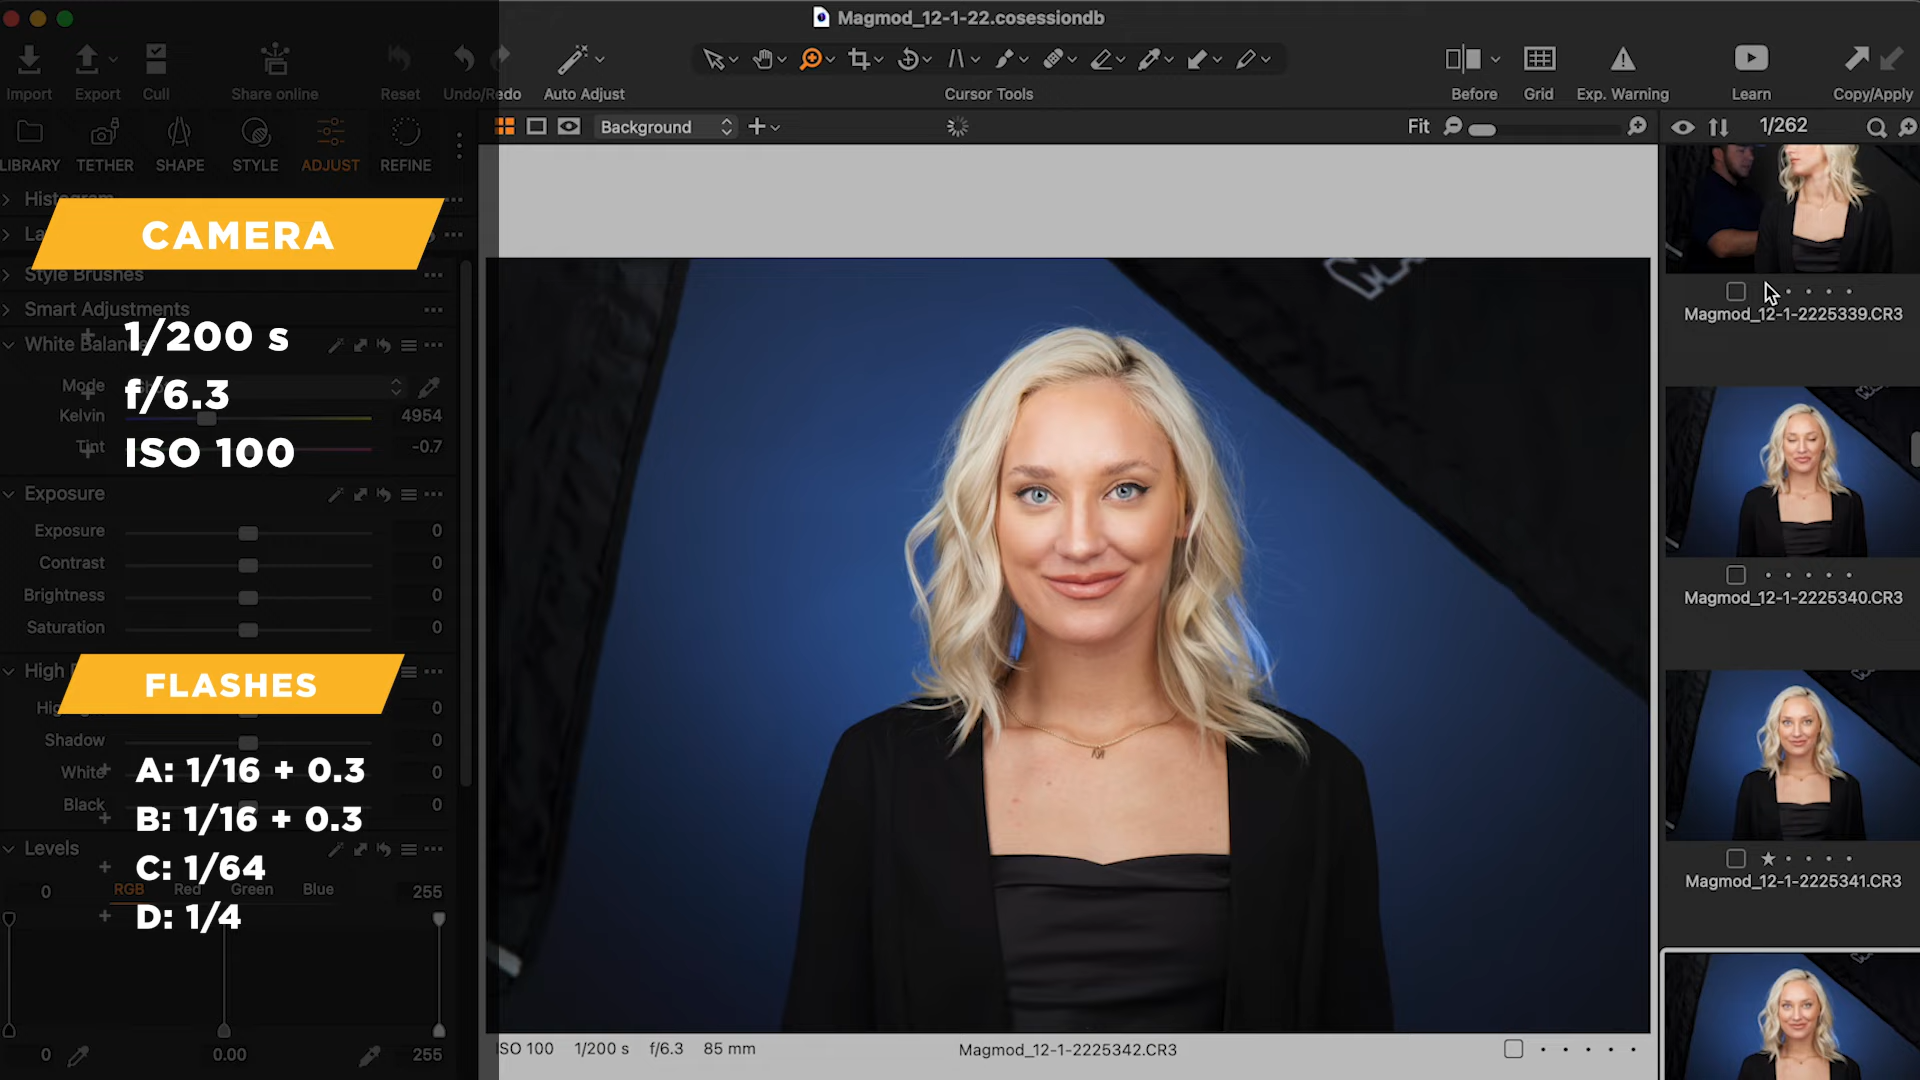 Magmod_12-1-22.cosessiondb
Import
Export
Cull
Share online
Reset
Undo/Redo
Auto Adjust
Cursor Tools
Before
Grid
Exp. Warning
Learn
Copy/Apply
LIBRARY
TETHER
SHAPE
STYLE
ADJUST
REFINE
Background
Fit
1/262
CAMERA
Style Brushes
Smart Adjustments
1/200 s
White Balance
Mode
f/6.3
Kelvin
4954
Tint
-0.7
ISO 100
Exposure
Exposure
0
Contrast
0
Brightness
0
Saturation
0
High
FLASHES
0
Shadow
0
White
0
A: 1/16 + 0.3
Black
0
B: 1/16 + 0.3
Levels
C: 1/64
0
RGB
Red
Green
Blue
255
D: 1/4
0
0.00
255
ISO 100
1/200 s
f/6.3
85 mm
Magmod_12-1-2225342.CR3
Magmod_12-1-2225339.CR3
Magmod_12-1-2225340.CR3
Magmod_12-1-2225341.CR3